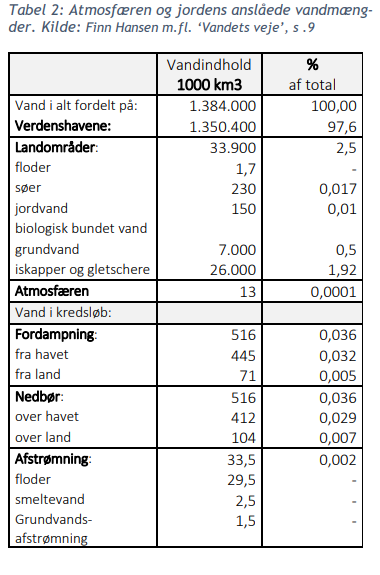 Tabel 2: Atmosfæren og jordens anslåede vandmæng-
der. Kilde: Finn Hansen m.fl. ‘Vandets veje’, s .9
Vandindhold %
1000 km3 af total
Vand i alt fordelt på: 1.384.000 100,00
Verdenshavene: 1.350.400 97,6
Landområder: 33.900 2,5
floder 1,7 -
søer 230 0,017
jordvand 150 0,01
biologisk bundet vand
grundvand 7.000 0,5
iskapper og gletschere 26.000 1,92
Atmosfæren 13 0,0001
Vand i kredsløb:
Fordampning: 516 0,036
fra havet 445 0,032
fra land 71 0,005
Nedbør: 516 0,036
over havet 412 0,029
over land 104 0,007
Afstrømning: 33,5 0,002
floder 29,5 -
smeltevand 2,5 -
Grundvands- 1,5 -
afstrømning